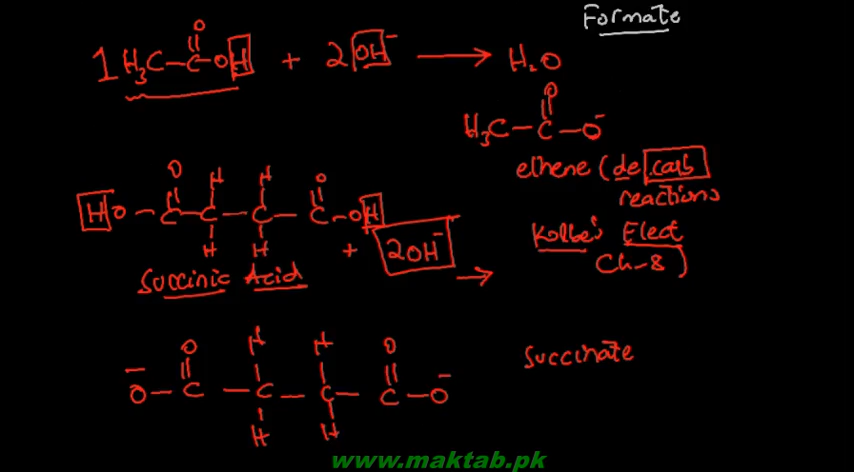 Formate
O
1 H₃C–C–OH + 2 OH⁻ → H₂O
O
H₃C–C–O⁻
ethene (decarb
reactions
Kolbe's Elect
Ch-8)
O H H O
HO–C–C–C–C–OH
H H
+ 2OH⁻ →
Succinic Acid
Succinate
O H H O
⁻O–C–C–C–C–O⁻
H H
www.maktab.pk